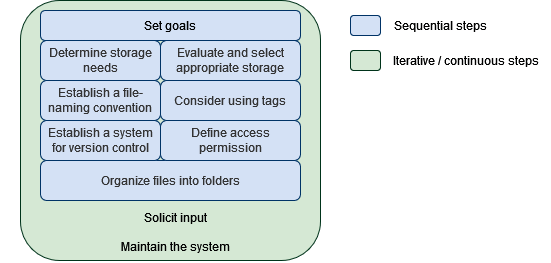 Set goals
Determine storage
needs
Evaluate and select
appropriate storage
Establish a file-
naming convention
Consider using tags
Establish a system
for version control
Define access
permission
Organize files into folders
Solicit input
Maintain the system
Sequential steps
Iterative / continuous steps